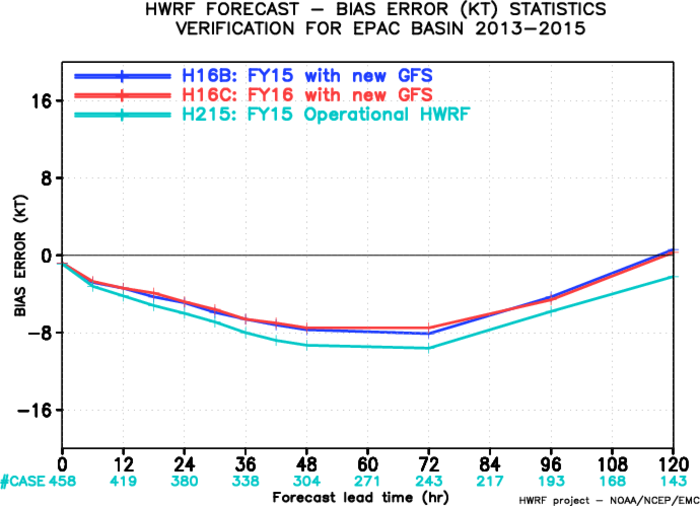 HWRF FORECAST – BIAS ERROR (KT) STATISTICS
VERIFICATION FOR EPAC BASIN 2013–2015
H16B: FY15 with new GFS
H16C: FY16 with new GFS
H215: FY15 Operational HWRF
BIAS ERROR (KT)
16
8
0
–8
–16
0 12 24 36 48 60 72 84 96 108 120
#CASE 458 419 380 338 304 271 243 217 193 168 143
Forecast lead time (hr)
HWRF project – NOAA/NCEP/EMC